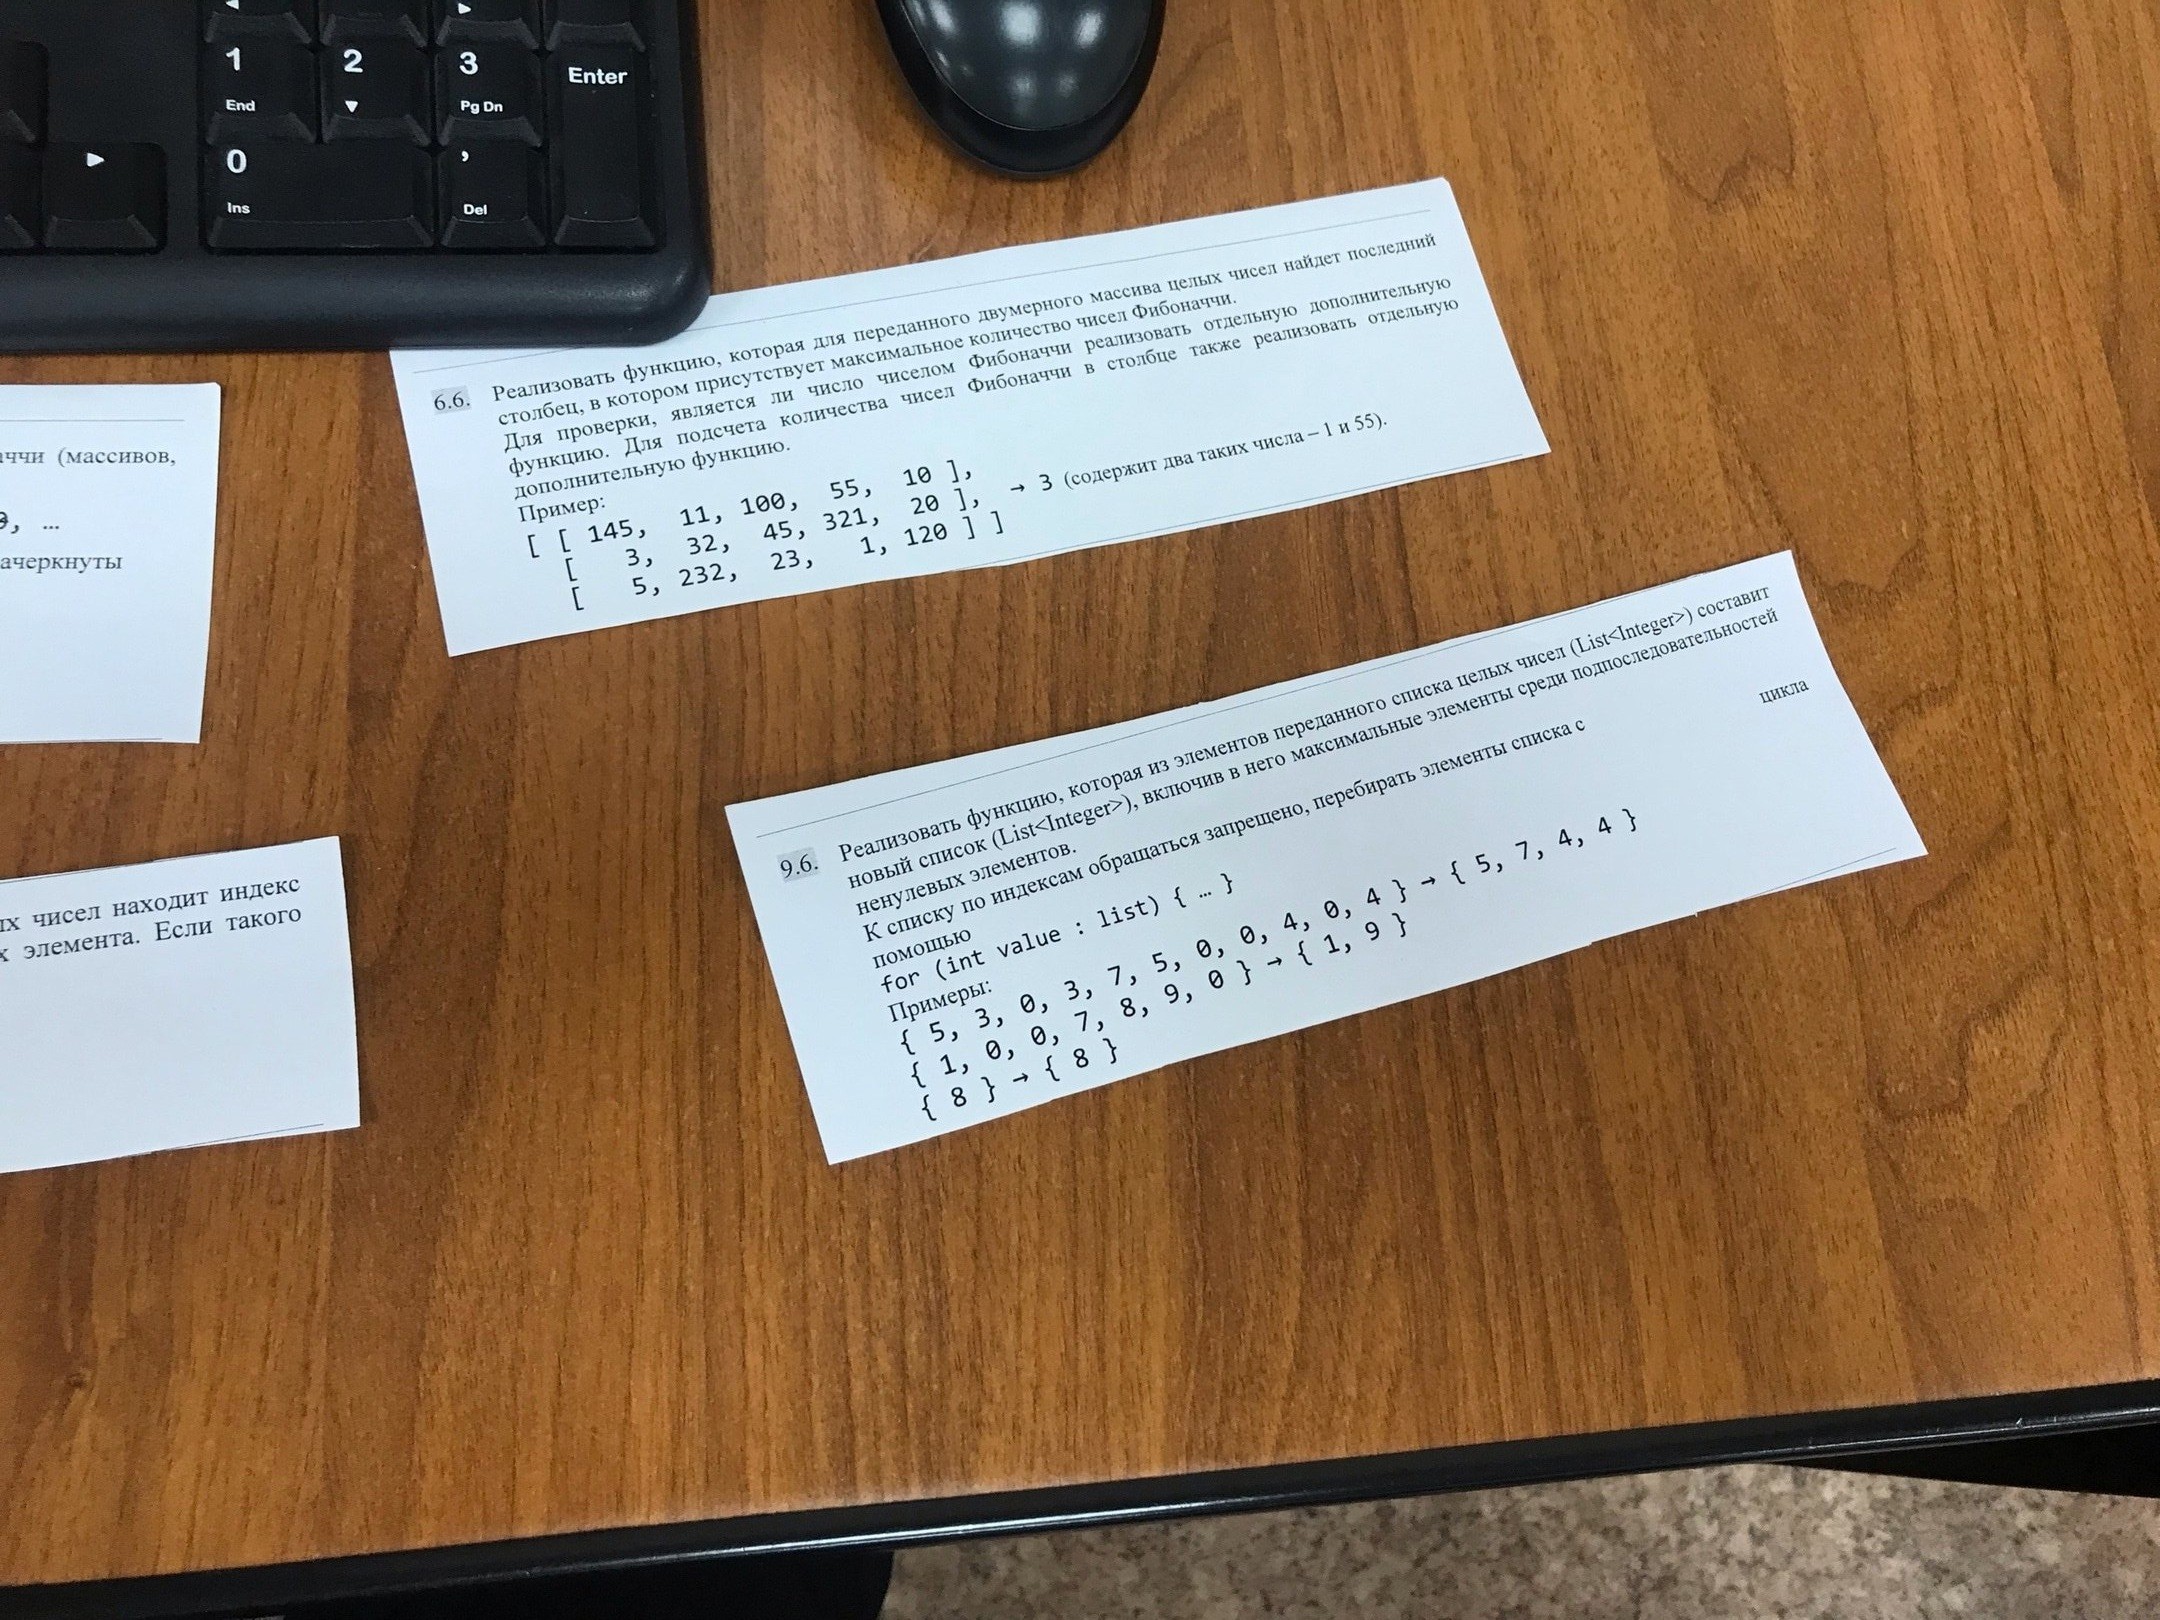 1
End
2
3
Pg Dn
Enter
0
Ins
,
Del
6.6. Реализовать функцию, которая для переданного двумерного массива целых чисел найдет последний
столбец, в котором присутствует максимальное количество чисел Фибоначчи.
Для проверки, является ли число числом Фибоначчи реализовать отдельную дополнительную
функцию. Для подсчета количества чисел Фибоначчи в столбце также реализовать отдельную
дополнительную функцию.
Пример:
[ [ 145, 11, 100, 55, 10 ],
[ 3, 32, 45, 321, 20 ], → 3 (содержит два таких числа – 1 и 55).
[ 5, 232, 23, 1, 120 ] ]
(массивов,
, ...
ачеркнуты
ых чисел находит индекс
х элемента. Если такого
9.6. Реализовать функцию, которая из элементов переданного списка целых чисел (List<Integer>) составит
новый список (List<Integer>), включив в него максимальные элементы среди подпоследовательностей
ненулевых элементов.
К списку по индексам обращаться запрещено, перебирать элементы списка с
помощью цикла
for (int value : list) { … }
Примеры:
{ 5, 3, 0, 3, 7, 5, 0, 0, 4, 0, 4 } → { 5, 7, 4, 4 }
{ 1, 0, 0, 7, 8, 9, 0 } → { 1, 9 }
{ 8 } → { 8 }